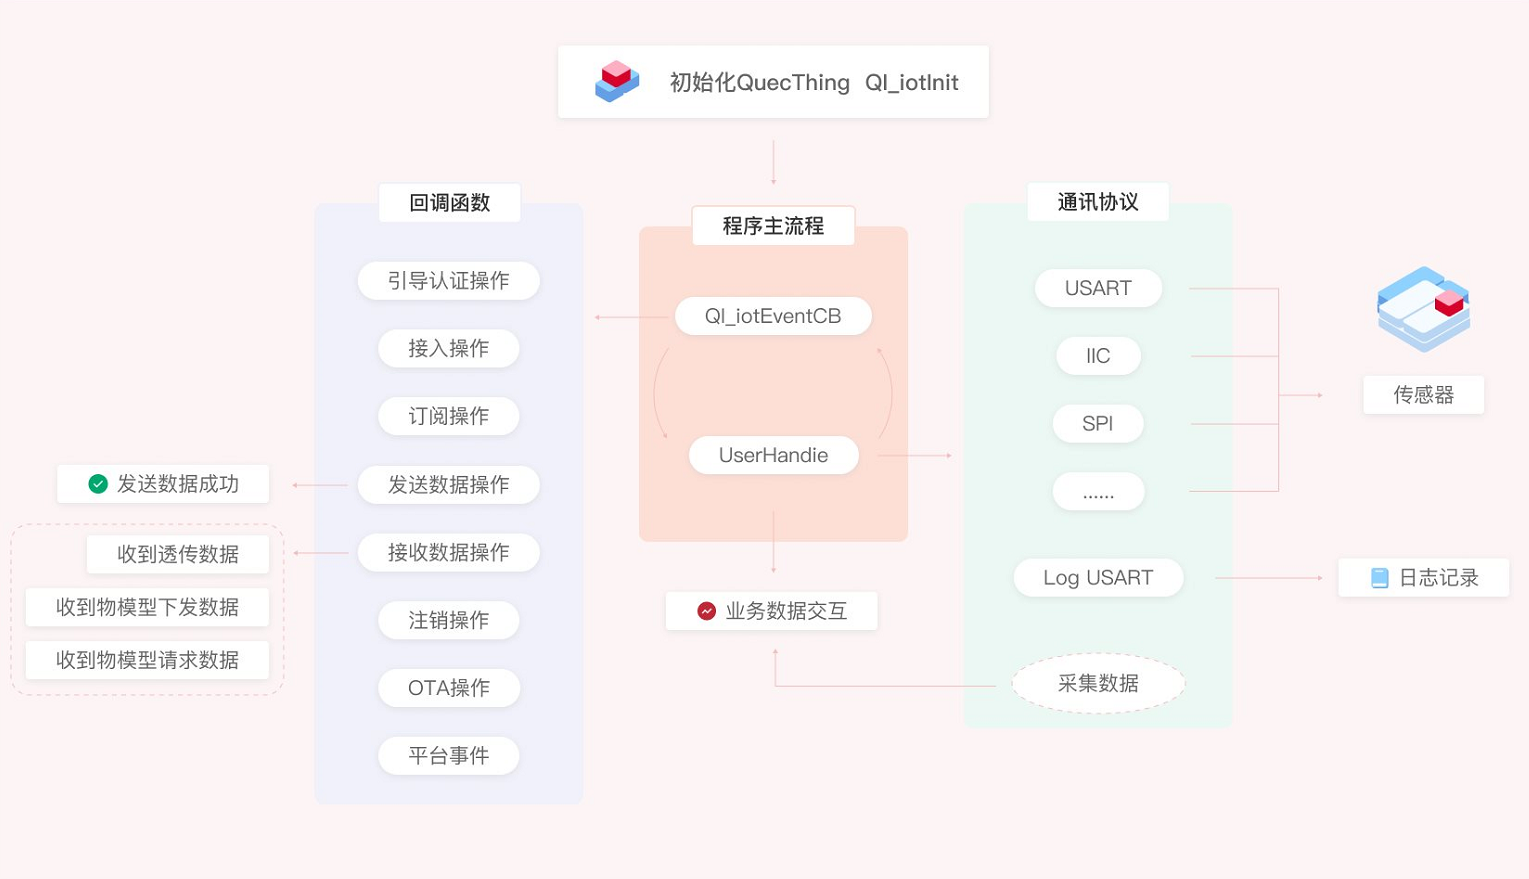 初始化QuecThing QI_iotInit
回调函数
引导认证操作
接入操作
订阅操作
发送数据操作
接收数据操作
注销操作
OTA操作
平台事件
发送数据成功
收到透传数据
收到物模型下发数据
收到物模型请求数据
程序主流程
QI_iotEventCB
UserHandie
业务数据交互
通讯协议
USART
IIC
SPI
......
Log USART
采集数据
传感器
日志记录